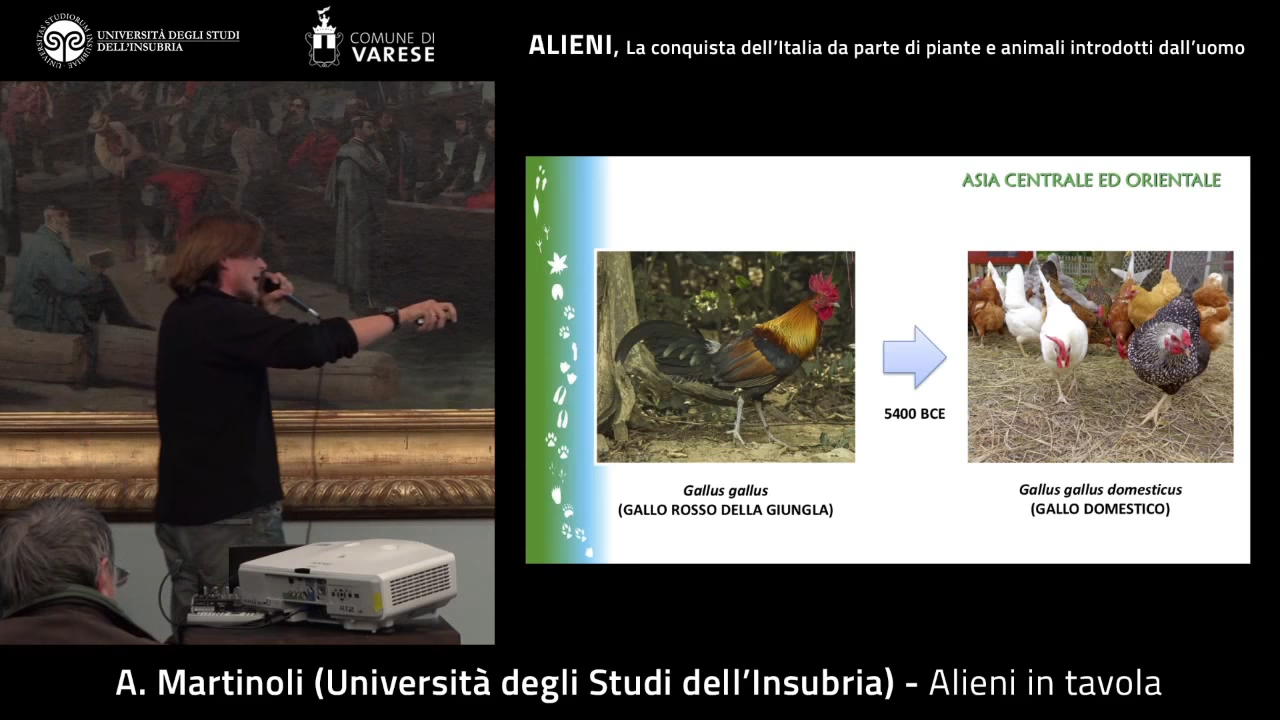 UNIVERSITÀ DEGLI STUDI
DELL'INSUBRIA
COMUNE DI
VARESE
ALIENI, La conquista dell'Italia da parte di piante e animali introdotti dall'uomo
ASIA CENTRALE ED ORIENTALE
5400 BCE
Gallus gallus
(GALLO ROSSO DELLA GIUNGLA)
Gallus gallus domesticus
(GALLO DOMESTICO)
A. Martinoli (Università degli Studi dell'Insubria) - Alieni in tavola